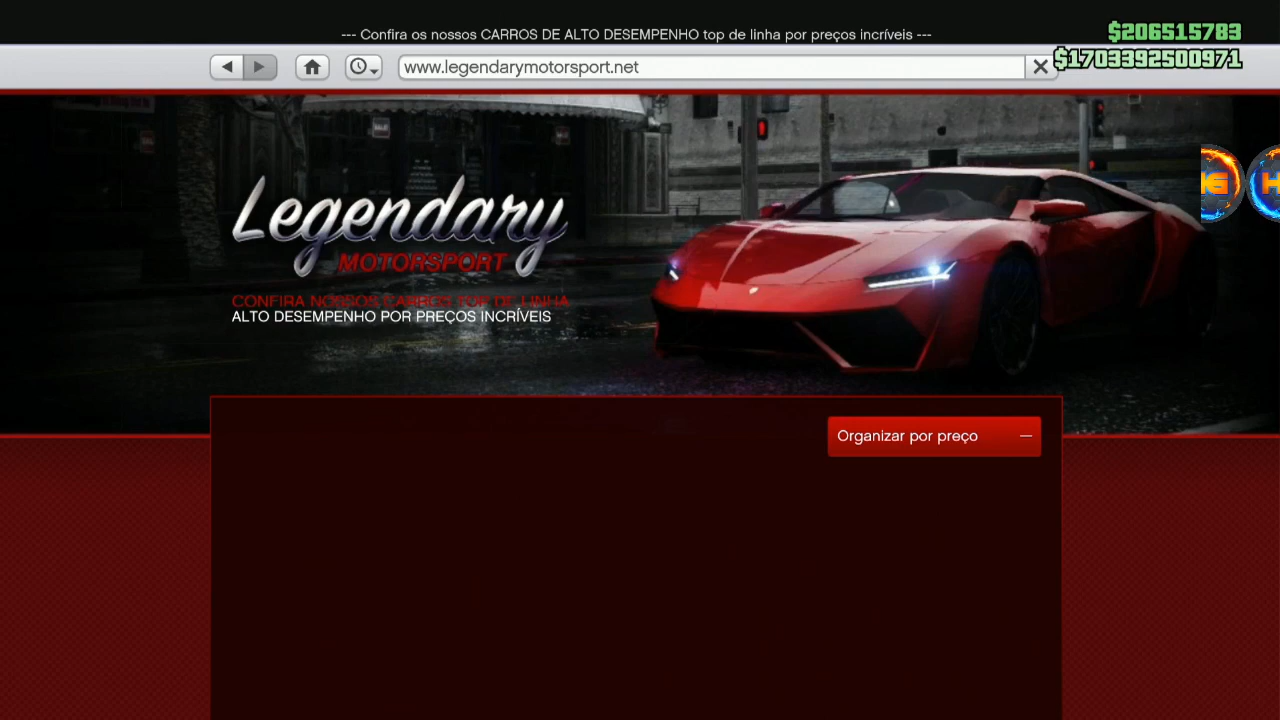 --- Confira os nossos CARROS DE ALTO DESEMPENHO top de linha por preços incríveis ---
$206515783
www.legendarymotorsport.net
$1703392500971
Legendary
MOTORSPORT
CONFIRA NOSSOS CARROS TOP DE LINHA
ALTO DESEMPENHO POR PREÇOS INCRÍVEIS
Organizar por preço